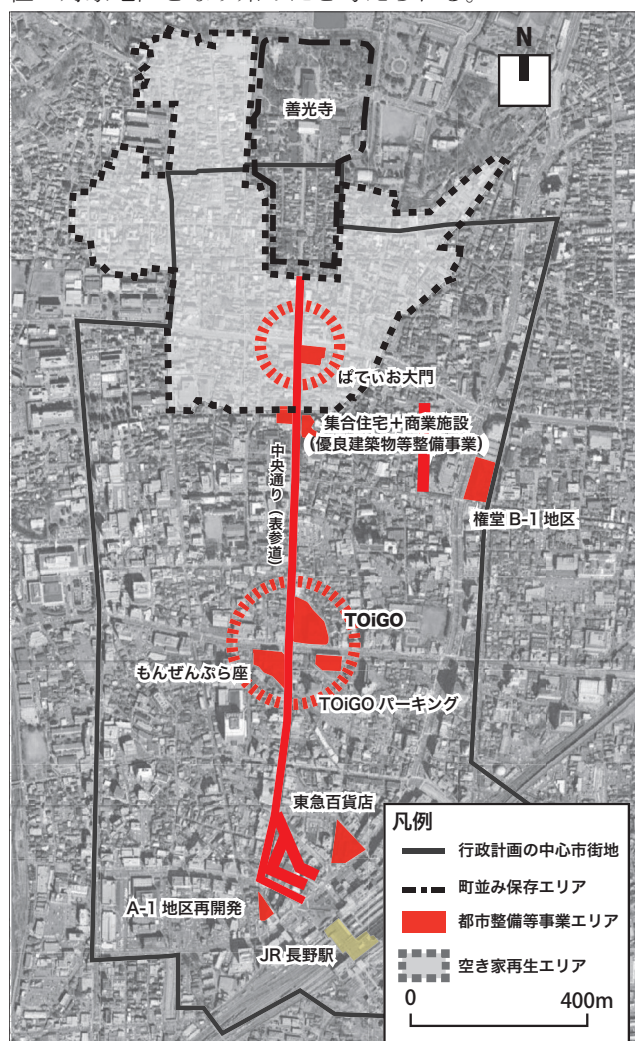 N
善光寺
ぱてぃお大門
集合住宅+商業施設
(優良建築物等整備事業)
中央通り(表参道)
権堂 B-1 地区
TOiGO
もんぜんぷら座
TOiGO パーキング
東急百貨店
A-1 地区再開発
JR 長野駅
凡例
行政計画の中心市街地
町並み保存エリア
都市整備等事業エリア
空き家再生エリア
0 400m